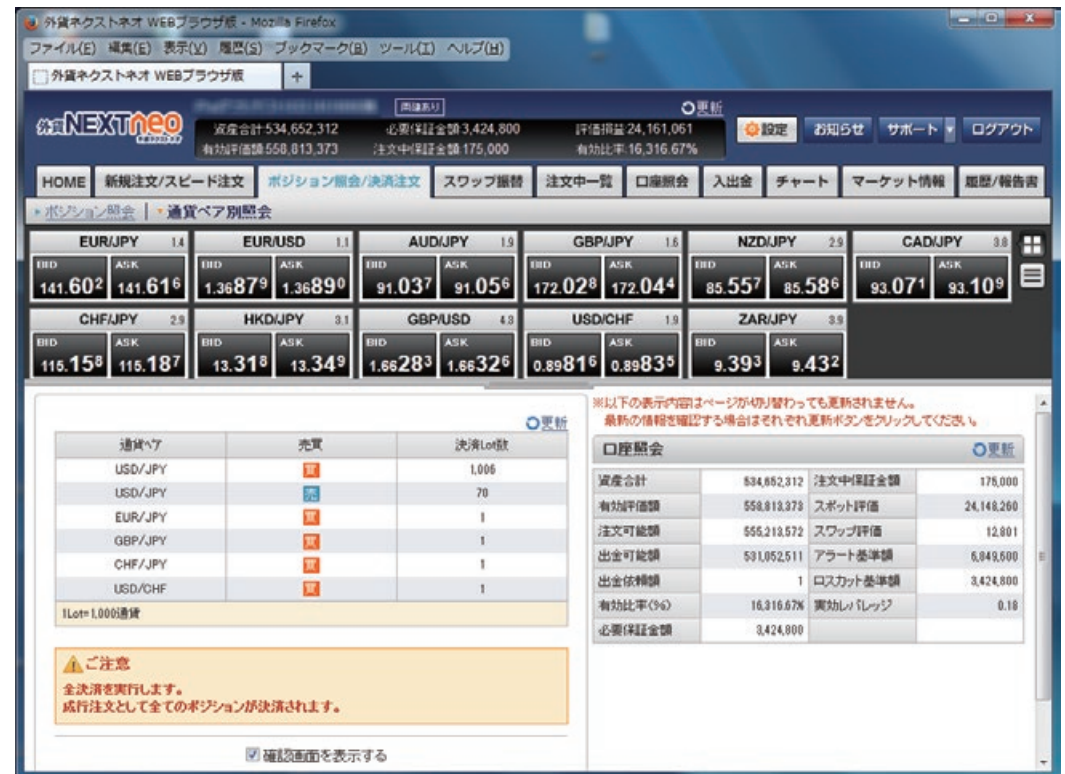 外貨ネクストネオ WEBブラウザ版 - Mozilla Firefox
ファイル(F) 編集(E) 表示(V) 履歴(S) ブックマーク(B) ツール(T) ヘルプ(H)
外貨ネクストネオ WEBブラウザ版 +
両建あり 更新
外貨NEXTneo 資産合計:534,652,312 必要保証金額:3,424,800 評価損益:24,161,061 設定 お知らせ サポート ログアウト
外貨ネクストネオ 有効評価額:558,813,373 注文中保証金額:175,000 有効比率:16,316.67%
HOME 新規注文/スピード注文 ポジション照会/決済注文 スワップ振替 注文中一覧 口座照会 入出金 チャート マーケット情報 履歴/報告書
ポジション照会 | 通貨ペア別照会
EUR/JPY 1.4 EUR/USD 1.1 AUD/JPY 1.9 GBP/JPY 1.6 NZD/JPY 2.9 CAD/JPY 3.8
BID ASK BID ASK BID ASK BID ASK BID ASK BID ASK
141.602 141.616 1.36879 1.36890 91.037 91.056 172.028 172.044 85.557 85.586 93.071 93.109
CHF/JPY 2.9 HKD/JPY 3.1 GBP/USD 4.3 USD/CHF 1.9 ZAR/JPY 3.9
BID ASK BID ASK BID ASK BID ASK BID ASK
115.158 115.187 13.318 13.349 1.66283 1.66326 0.89816 0.89835 9.393 9.432
更新
通貨ペア 売買 決済Lot数
USD/JPY 買 1,006
USD/JPY 売 70
EUR/JPY 買 1
GBP/JPY 買 1
CHF/JPY 買 1
USD/CHF 買 1
1Lot=1,000通貨
ご注意
全決済を実行します。
成行注文として全てのポジションが決済されます。
確認画面を表示する
※以下の表示内容はページが切り替わっても更新されません。
最新の情報を確認する場合はそれぞれ更新ボタンをクリックしてください。
口座照会 更新
資産合計 534,652,312 注文中保証金額 175,000
有効評価額 558,813,373 スポット評価 24,148,260
注文可能額 555,213,572 スワップ評価 12,801
出金可能額 531,052,511 アラート基準額 6,849,600
出金依頼額 1 ロスカット基準額 3,424,800
有効比率(%) 16,316.67% 実効レバレッジ 0.18
必要保証金額 3,424,800